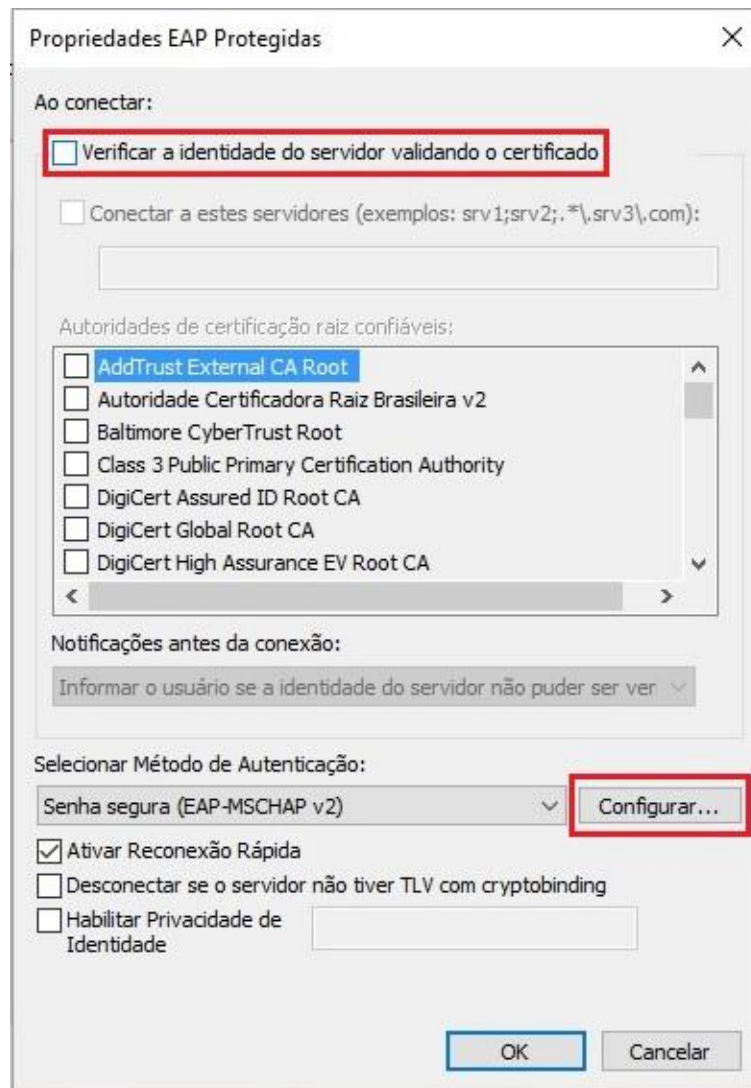 Propriedades EAP Protegidas
Ao conectar:
Verificar a identidade do servidor validando o certificado
Conectar a estes servidores (exemplos: srv1;srv2;.*\.srv3\.com):
Autoridades de certificação raiz confiáveis:
AddTrust External CA Root
Autoridade Certificadora Raiz Brasileira v2
Baltimore CyberTrust Root
Class 3 Public Primary Certification Authority
DigiCert Assured ID Root CA
DigiCert Global Root CA
DigiCert High Assurance EV Root CA
Notificações antes da conexão:
Informar o usuário se a identidade do servidor não puder ser ver
Selecionar Método de Autenticação:
Senha segura (EAP-MSCHAP v2)
Configurar...
Ativar Reconexão Rápida
Desconectar se o servidor não tiver TLV com cryptobinding
Habilitar Privacidade de
Identidade
OK
Cancelar